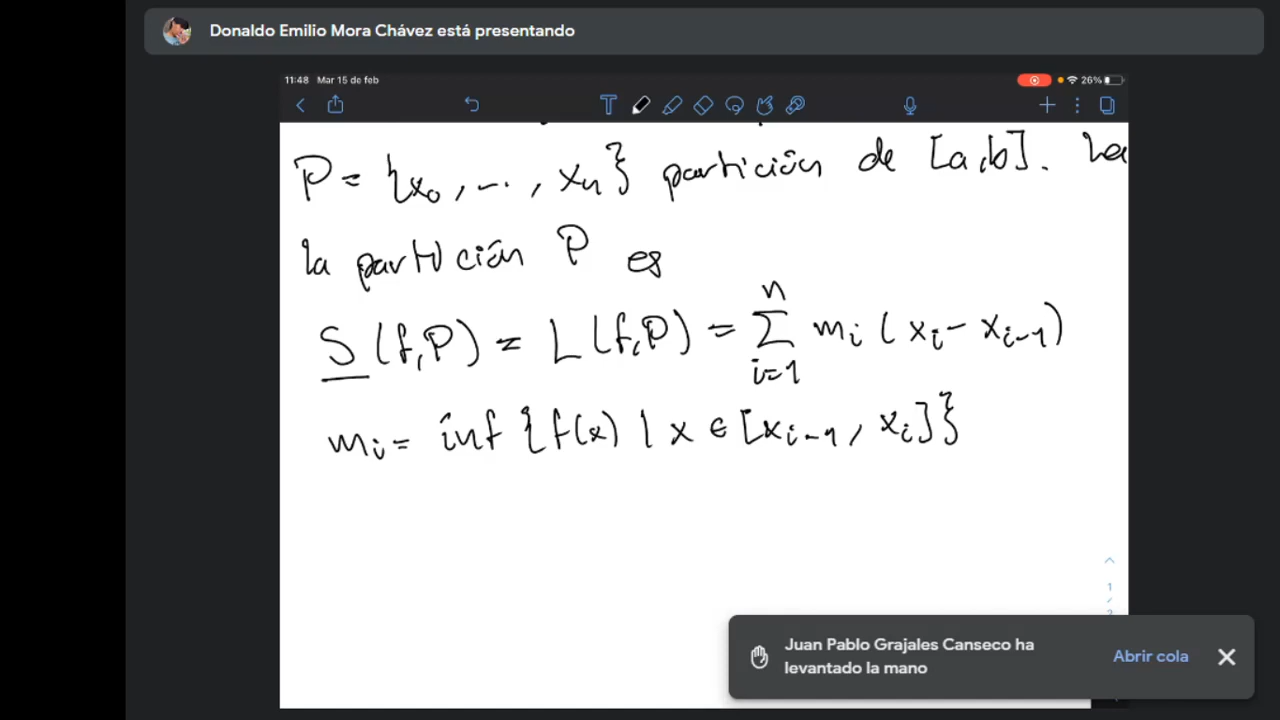 Donaldo Emilio Mora Chávez está presentando
11:48 Mar 15 de feb
26%
P = {x₀, ..., xₙ} partición de [a,b]. La
la partición P es
S(f,P) = L(f,P) = ∑ⁿᵢ₌₁ mᵢ (xᵢ - xᵢ₋₁)
mᵢ = inf {f(x) | x ∈ [xᵢ₋₁, xᵢ]}
1
Juan Pablo Grajales Canseco ha
levantado la mano
Abrir cola